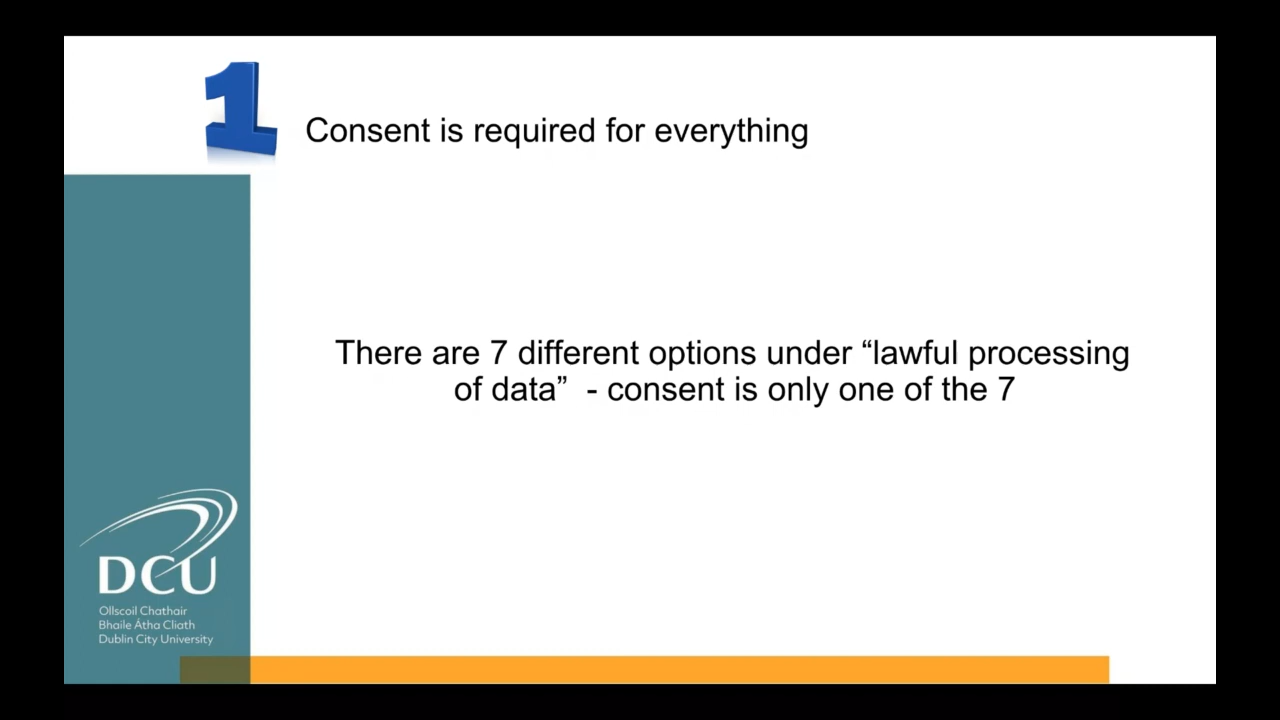 1
Consent is required for everything
There are 7 different options under “lawful processing
of data”  - consent is only one of the 7
DCU
Ollscoil Chathair
Bhaile Átha Cliath
Dublin City University